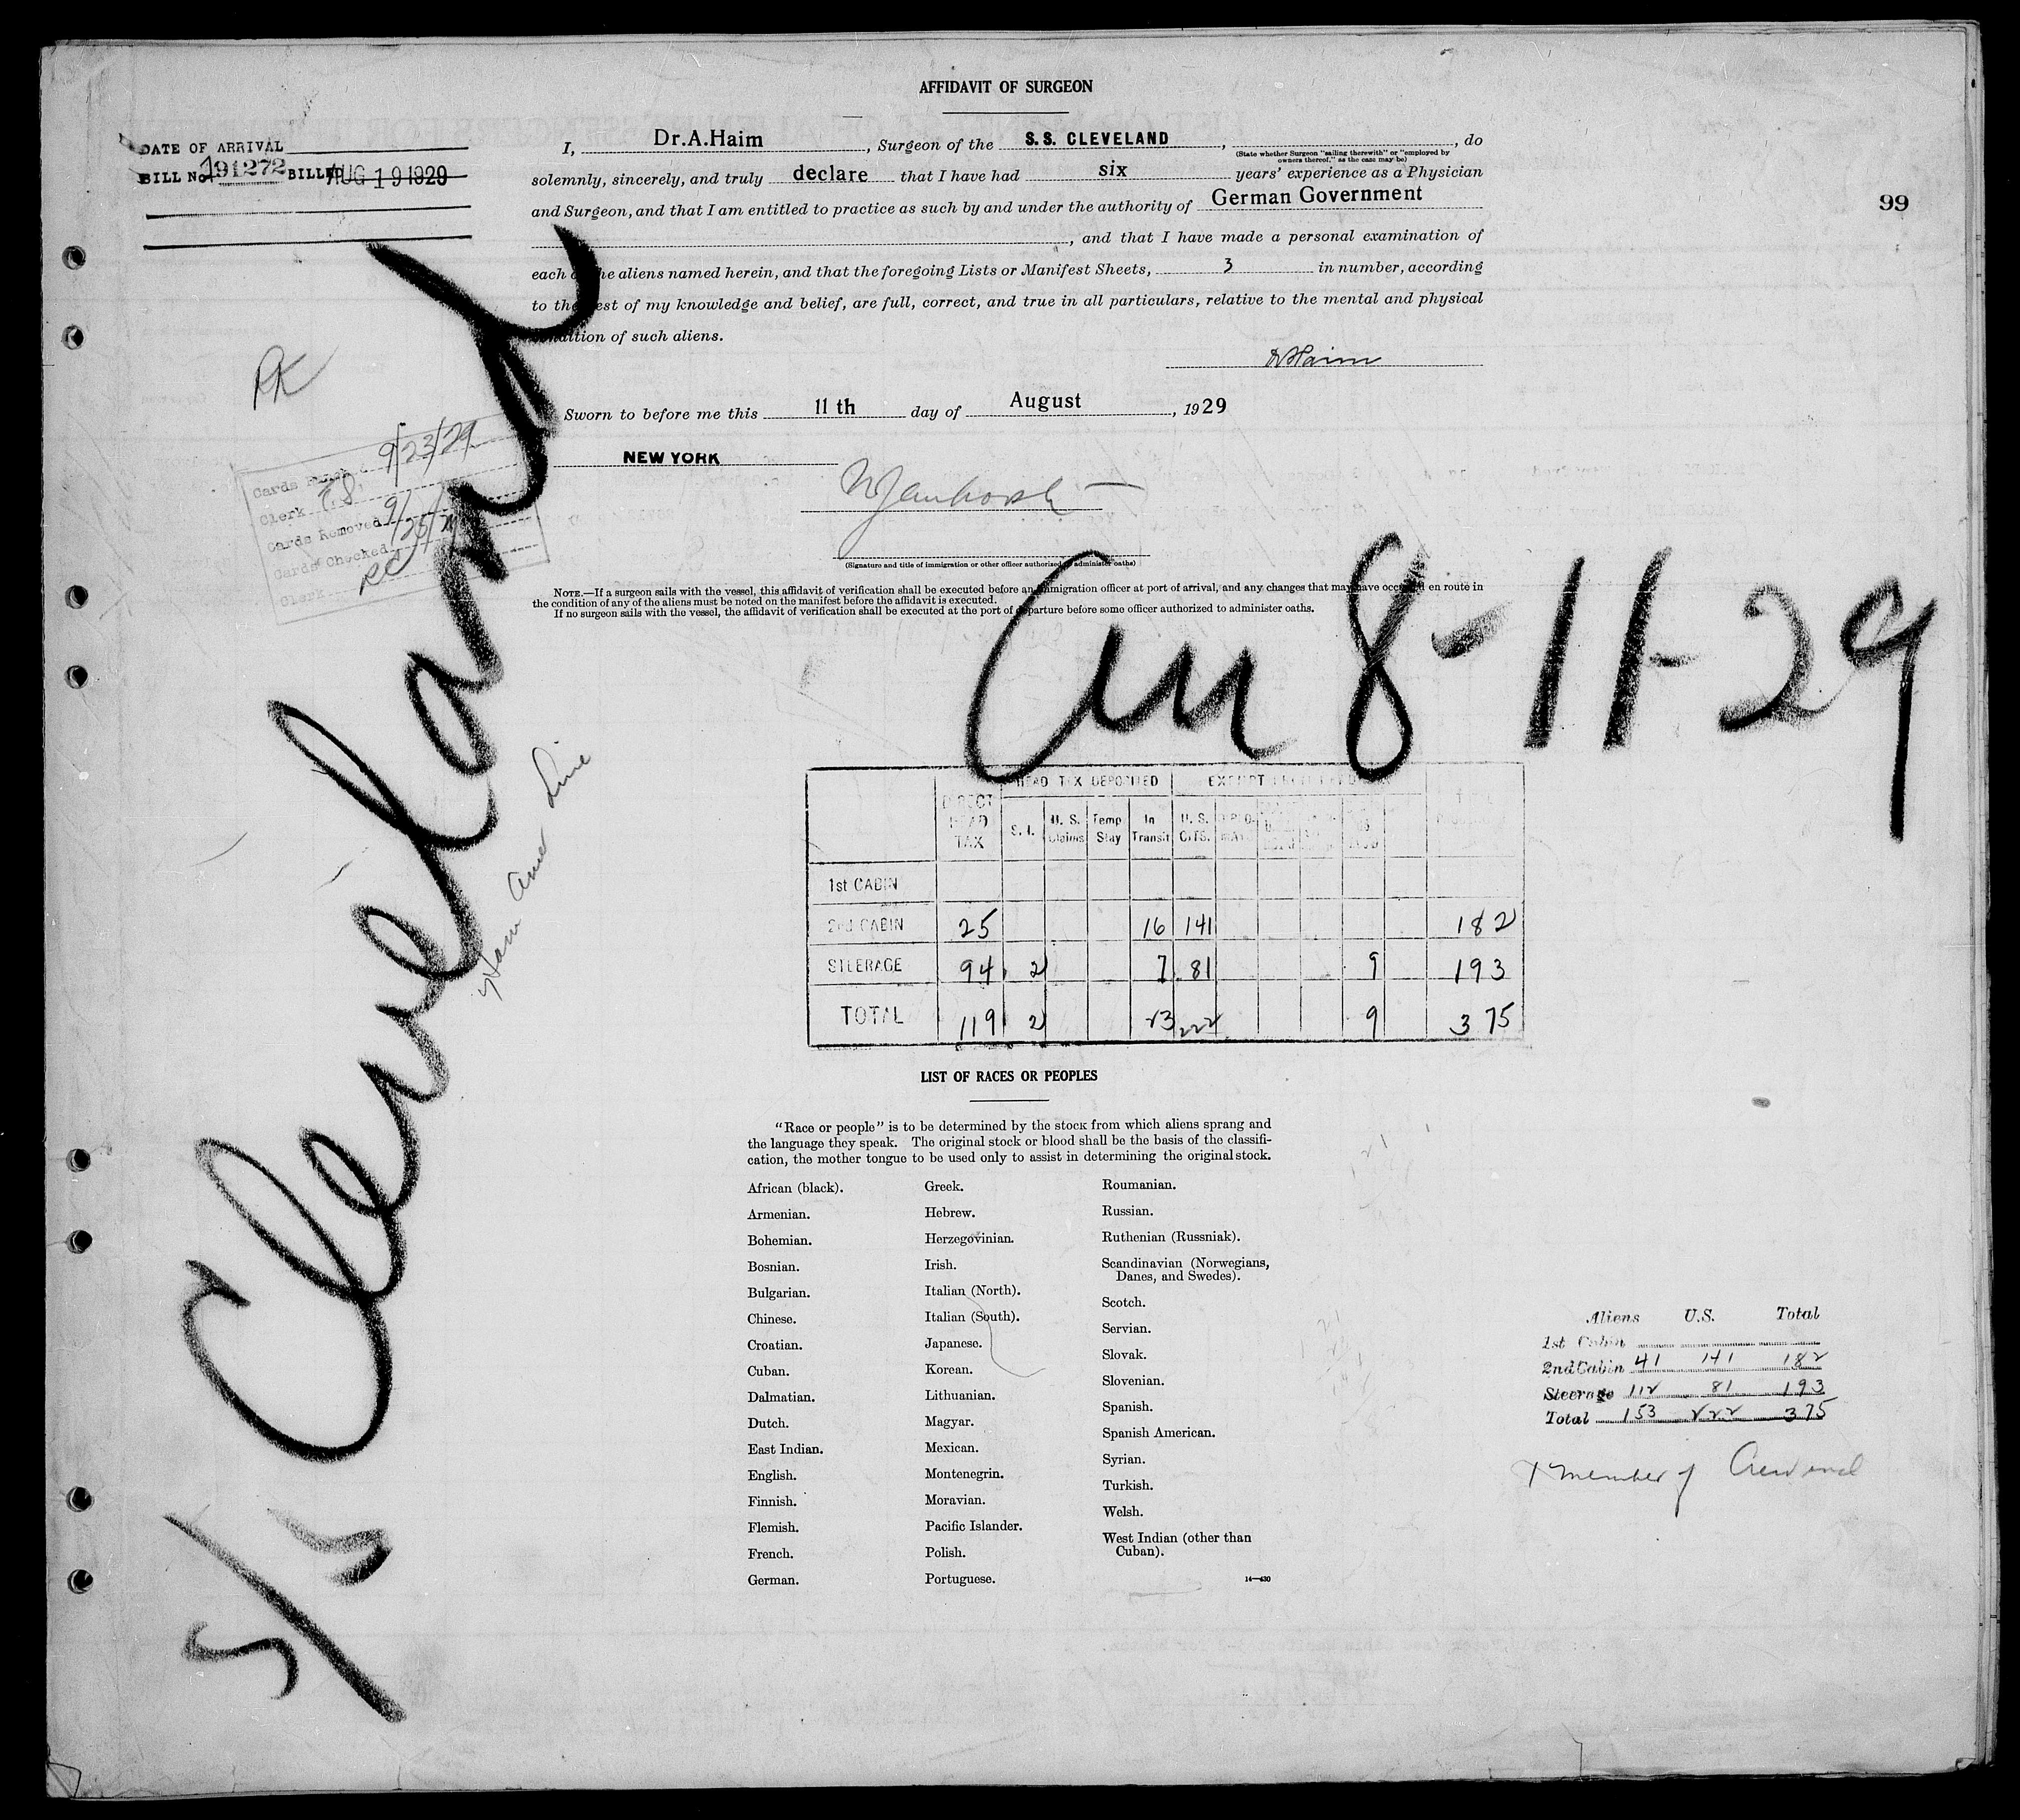 AFFIDAVIT OF SURGEON
DATE OF ARRIVAL
BILL No. 191272 BILLED AUG 19 1929
99
I, Dr.A.Haim, Surgeon of the S.S. CLEVELAND, , do
(State whether Surgeon "sailing therewith" or "employed by
owners thereof," as the case may be)
solemnly, sincerely, and truly declare that I have had six years' experience as a Physician
and Surgeon, and that I am entitled to practice as such by and under the authority of German Government
, and that I have made a personal examination of
each of the aliens named herein, and that the foregoing Lists or Manifest Sheets, 3 in number, according
to the best of my knowledge and belief, are full, correct, and true in all particulars, relative to the mental and physical
condition of such aliens.
AHaim
Sworn to before me this 11 th day of August, 1929
NEW YORK
(Signature and title of immigration or other officer authorized to administer oaths)
NOTE.—If a surgeon sails with the vessel, this affidavit of verification shall be executed before an immigration officer at port of arrival, and any changes that may have occurred en route in
the condition of any of the aliens must be noted on the manifest before the affidavit is executed.
If no surgeon sails with the vessel, the affidavit of verification shall be executed at the port of departure before some officer authorized to administer oaths.
RK
Cards 9/23/29
Clerk
Cards Removed 9/25/29
Cards Checked
Clerk RC
S/S Cleveland
Ham Amer Line
Arr 8-11-29
HEAD TAX DEPOSITED EXEMPT
DIRECT HEAD TAX S. I. U. S. Claims Temp Stay In Transit U. S. CITS.
1st CABIN
2nd CABIN 25 16 141 182
STEERAGE 94 2 7 81 9 193
TOTAL 119 2 23 222 9 375
LIST OF RACES OR PEOPLES
"Race or people" is to be determined by the stock from which aliens sprang and
the language they speak. The original stock or blood shall be the basis of the classifi-
cation, the mother tongue to be used only to assist in determining the original stock.
African (black).
Armenian.
Bohemian.
Bosnian.
Bulgarian.
Chinese.
Croatian.
Cuban.
Dalmatian.
Dutch.
East Indian.
English.
Finnish.
Flemish.
French.
German.
Greek.
Hebrew.
Herzegovinian.
Irish.
Italian (North).
Italian (South).
Japanese.
Korean.
Lithuanian.
Magyar.
Mexican.
Montenegrin.
Moravian.
Pacific Islander.
Polish.
Portuguese.
Roumanian.
Russian.
Ruthenian (Russniak).
Scandinavian (Norwegians,
Danes, and Swedes).
Scotch.
Servian.
Slovak.
Slovenian.
Spanish.
Spanish American.
Syrian.
Turkish.
Welsh.
West Indian (other than
Cuban).
14—430
Aliens U.S. Total
1st Cabin
2nd Cabin 41 141 182
Steerage 112 81 193
Total 153 222 375
member of Crew